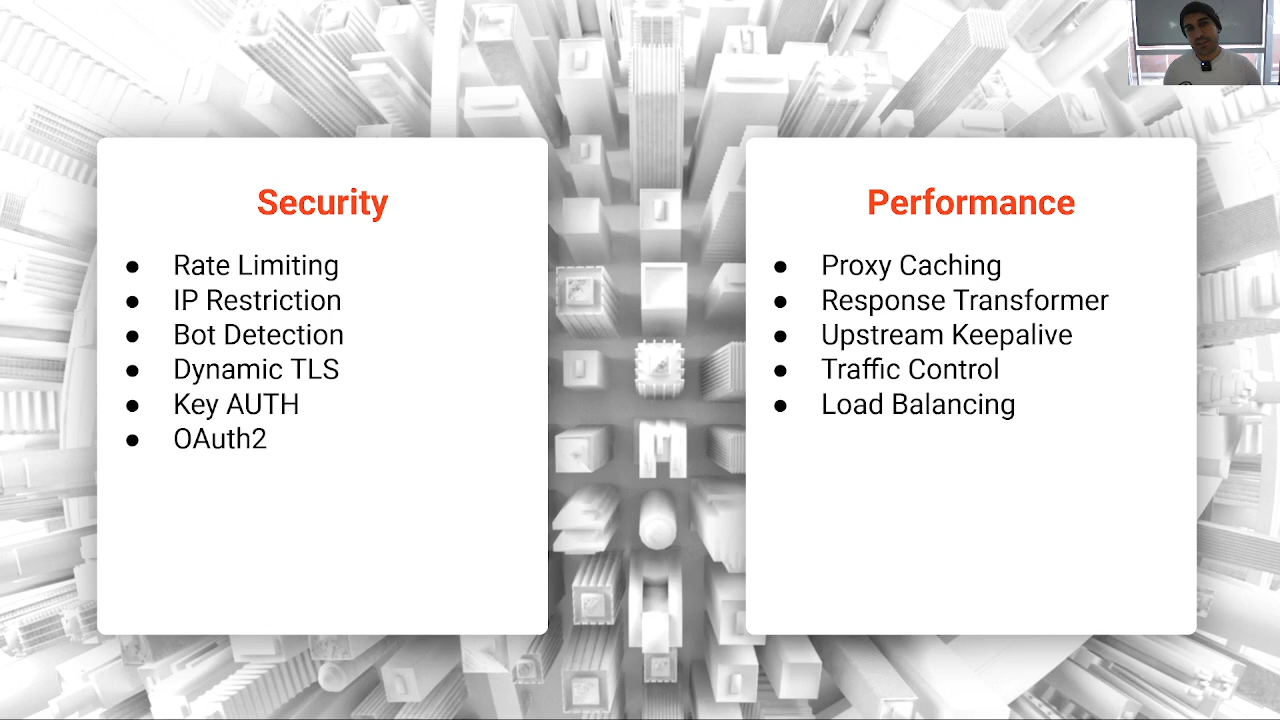 Security
Rate Limiting
IP Restriction
Bot Detection
Dynamic TLS
Key AUTH
OAuth2
Performance
Proxy Caching
Response Transformer
Upstream Keepalive
Traffic Control
Load Balancing